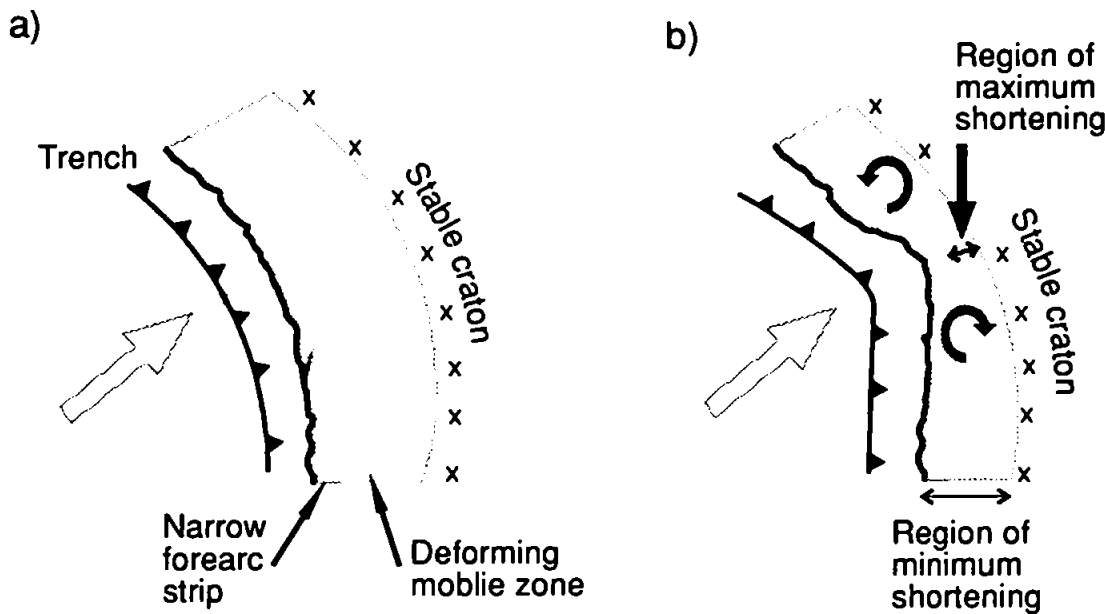 a)
Trench
Stable craton
Narrow
forearc
strip
Deforming
moblie zone
x
x
x
x
x
x
x
x
b)
Region of
maximum
shortening
Stable craton
Region of
minimum
shortening
x
x
x
x
x
x
x